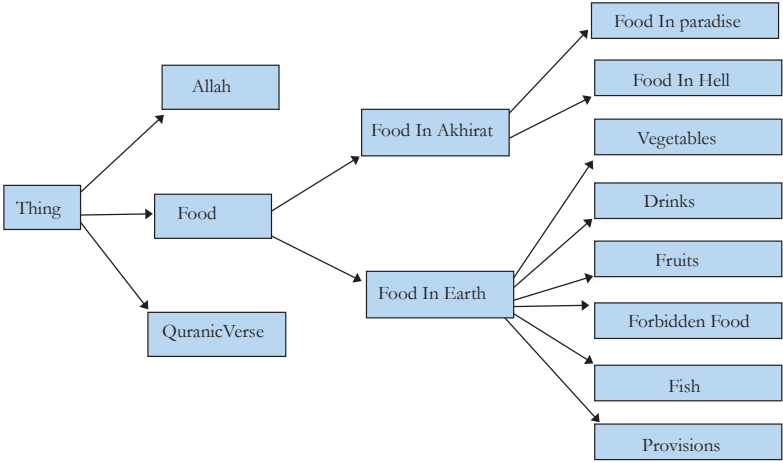 Thing
Allah
Food
QuranicVerse
Food In Akhirat
Food In Earth
Food In paradise
Food In Hell
Vegetables
Drinks
Fruits
Forbidden Food
Fish
Provisions